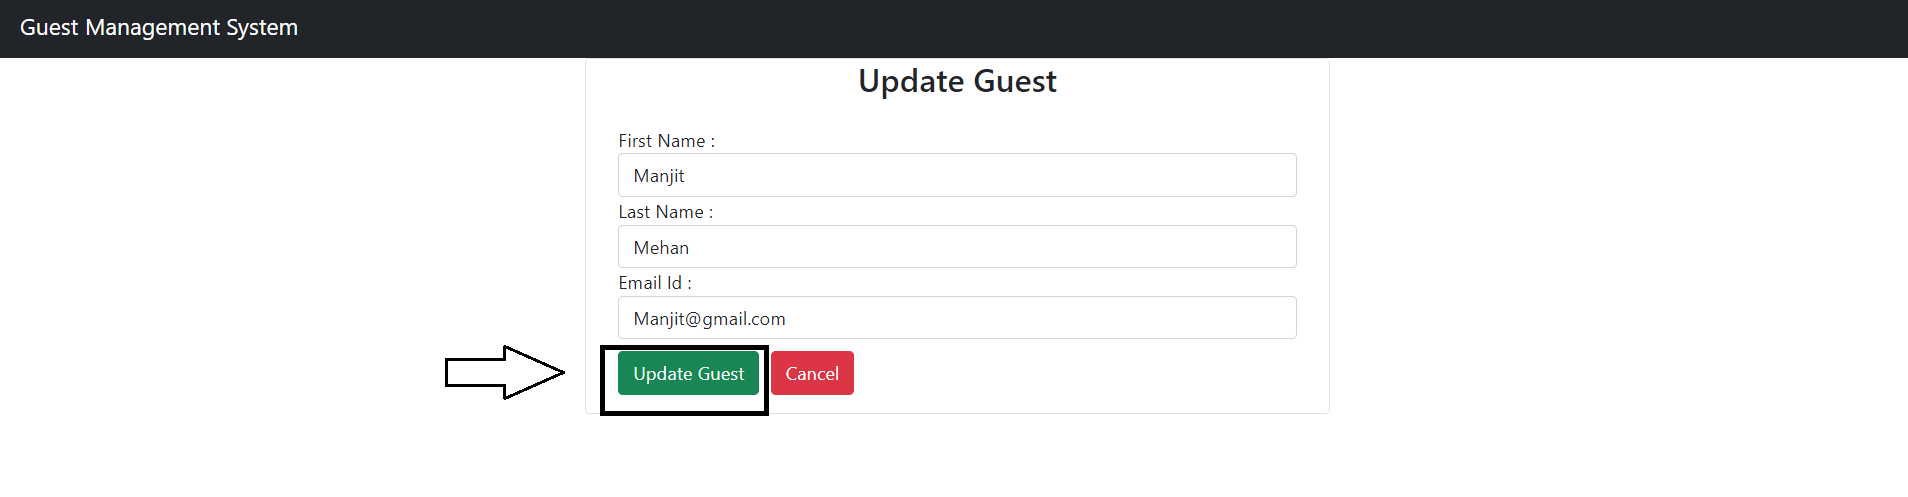 Guest Management System
Update Guest
First Name :
Manjit
Last Name :
Mehan
Email Id :
Manjit@gmail.com
Update Guest Cancel